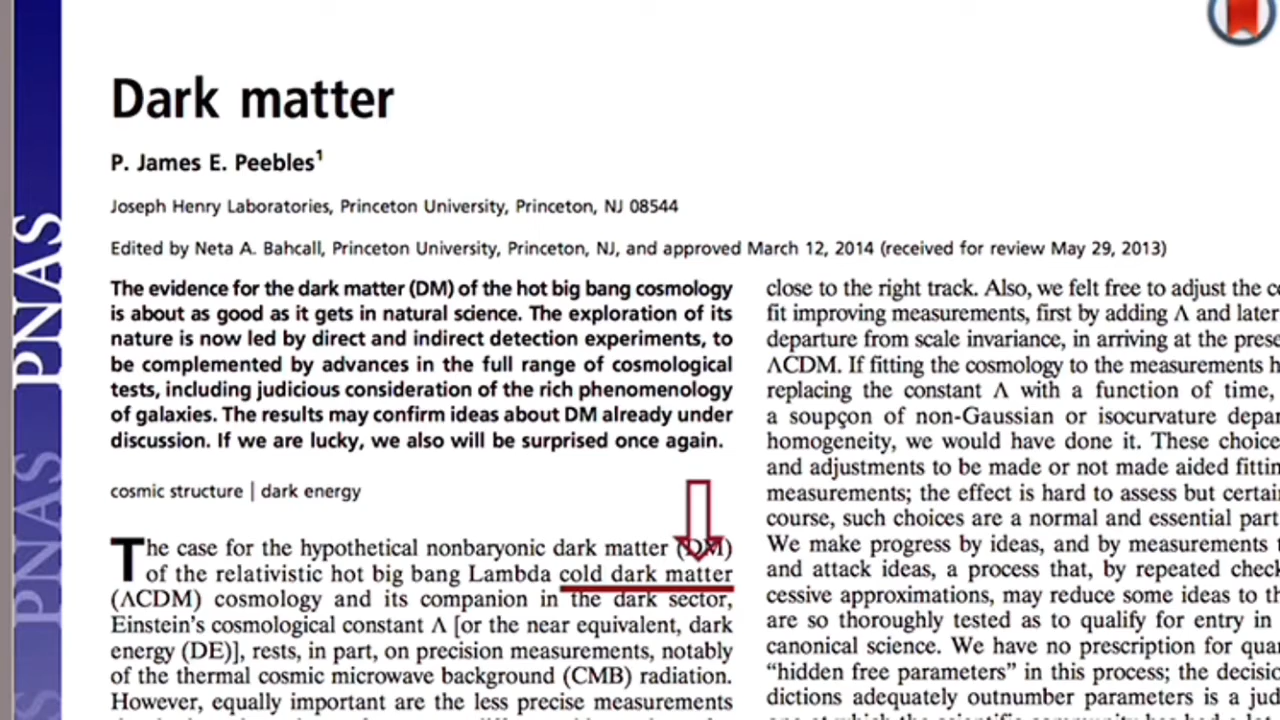 Dark matter
P. James E. Peebles1
Joseph Henry Laboratories, Princeton University, Princeton, NJ 08544
Edited by Neta A. Bahcall, Princeton University, Princeton, NJ, and approved March 12, 2014 (received for review May 29, 2013)
The evidence for the dark matter (DM) of the hot big bang cosmology
is about as good as it gets in natural science. The exploration of its
nature is now led by direct and indirect detection experiments, to
be complemented by advances in the full range of cosmological
tests, including judicious consideration of the rich phenomenology
of galaxies. The results may confirm ideas about DM already under
discussion. If we are lucky, we also will be surprised once again.
cosmic structure | dark energy
The case for the hypothetical nonbaryonic dark matter (DM)
of the relativistic hot big bang Lambda cold dark matter
(ΛCDM) cosmology and its companion in the dark sector,
Einstein's cosmological constant Λ [or the near equivalent, dark
energy (DE)], rests, in part, on precision measurements, notably
of the thermal cosmic microwave background (CMB) radiation.
However, equally important are the less precise measurements
close to the right track. Also, we felt free to adjust the
fit improving measurements, first by adding Λ and later
departure from scale invariance, in arriving at the
ΛCDM. If fitting the cosmology to the measurements
replacing the constant Λ with a function of time,
a soupçon of non-Gaussian or isocurvature
homogeneity, we would have done it. These
and adjustments to be made or not made aided
measurements; the effect is hard to assess but
course, such choices are a normal and essential part
We make progress by ideas, and by measurements
and attack ideas, a process that, by repeated
cessive approximations, may reduce some ideas to
are so thoroughly tested as to qualify for entry in
canonical science. We have no prescription for
"hidden free parameters" in this process; the
dictions adequately outnumber parameters is a
PNAS
PNAS